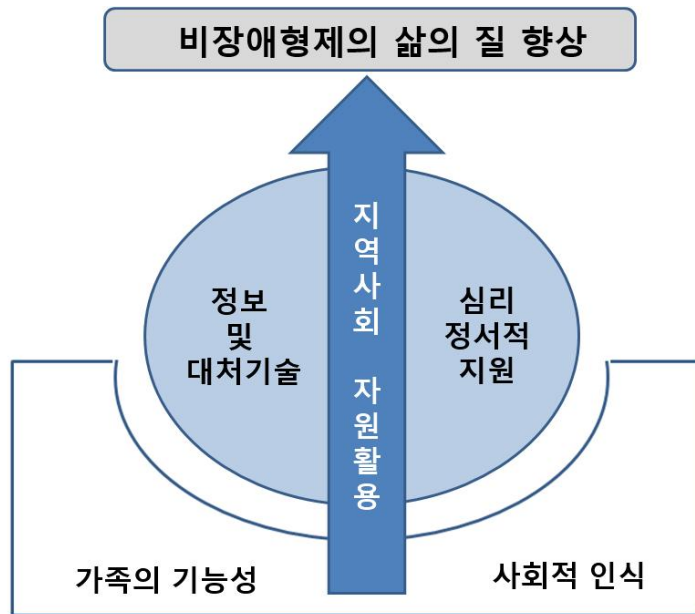 비장애형제의 삶의 질 향상
정보
및
대처기술
지역사회 자원활용
심리
정서적
지원
가족의 기능성
사회적 인식